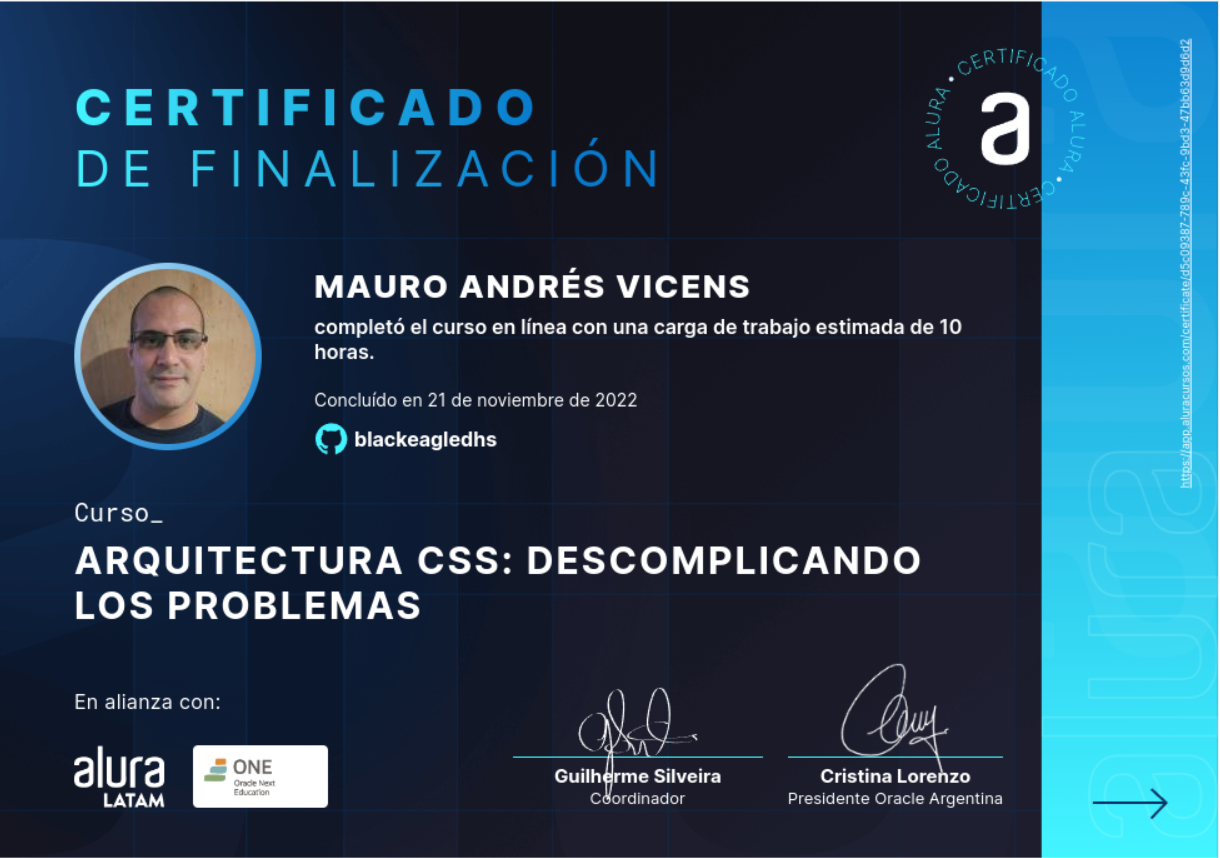 CERTIFICADO
DE FINALIZACIÓN
CERTIFICADO ALURA • CERTIFICADO ALURA •
a
https://app.aluracursos.com/certificate/d5c09387-789c-43fc-9bd3-47bb63d9d6d2
MAURO ANDRÉS VICENS
completó el curso en línea con una carga de trabajo estimada de 10
horas.
Concluído en 21 de noviembre de 2022
blackeagledhs
Curso_
ARQUITECTURA CSS: DESCOMPLICANDO
LOS PROBLEMAS
En alianza con:
alura
LATAM
ONE
Oracle Next
Education
Guilherme Silveira
Coordinador
Cristina Lorenzo
Presidente Oracle Argentina
alura